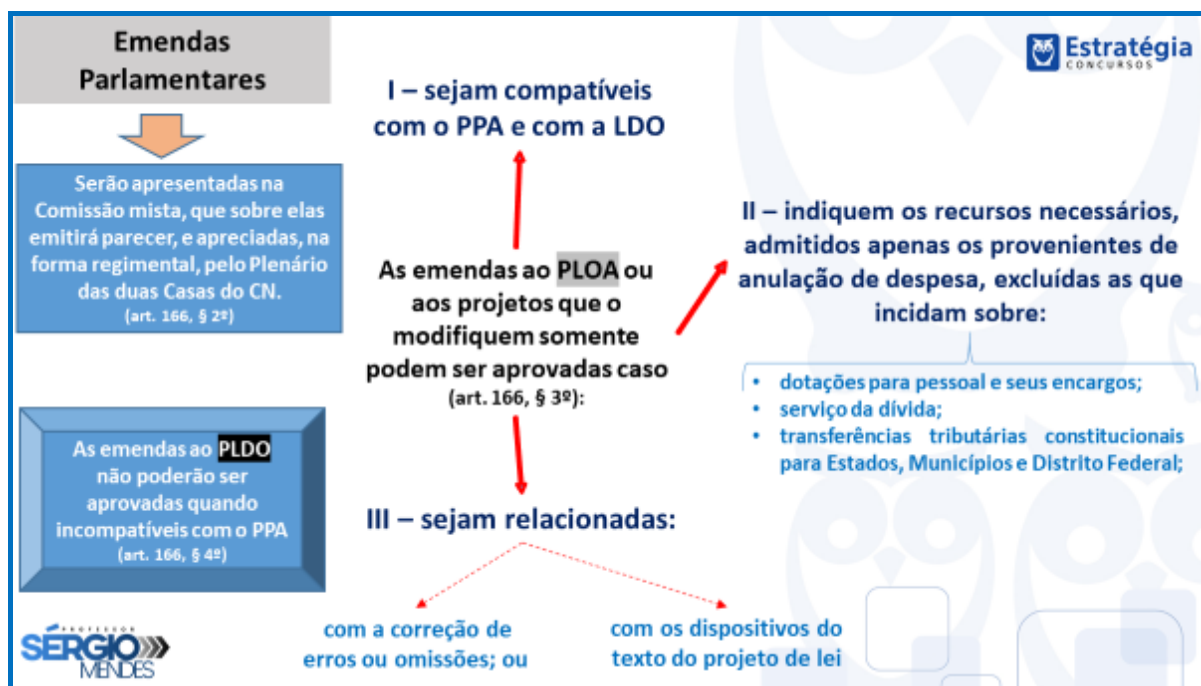 Emendas
Parlamentares
Estratégia
CONCURSOS
I – sejam compatíveis
com o PPA e com a LDO
Serão apresentadas na
Comissão mista, que sobre elas
emitirá parecer, e apreciadas, na
forma regimental, pelo Plenário
das duas Casas do CN.
(art. 166, § 2º)
As emendas ao PLOA ou
aos projetos que o
modifiquem somente
podem ser aprovadas caso
(art. 166, § 3º):
II – indiquem os recursos necessários,
admitidos apenas os provenientes de
anulação de despesa, excluídas as que
incidam sobre:
• dotações para pessoal e seus encargos;
• serviço da dívida;
• transferências tributárias constitucionais
para Estados, Municípios e Distrito Federal;
As emendas ao PLDO
não poderão ser
aprovadas quando
incompatíveis com o PPA
(art. 166, § 4º)
III – sejam relacionadas:
com a correção de
erros ou omissões; ou
com os dispositivos do
texto do projeto de lei
PROFESSOR
SÉRGIO
MENDES